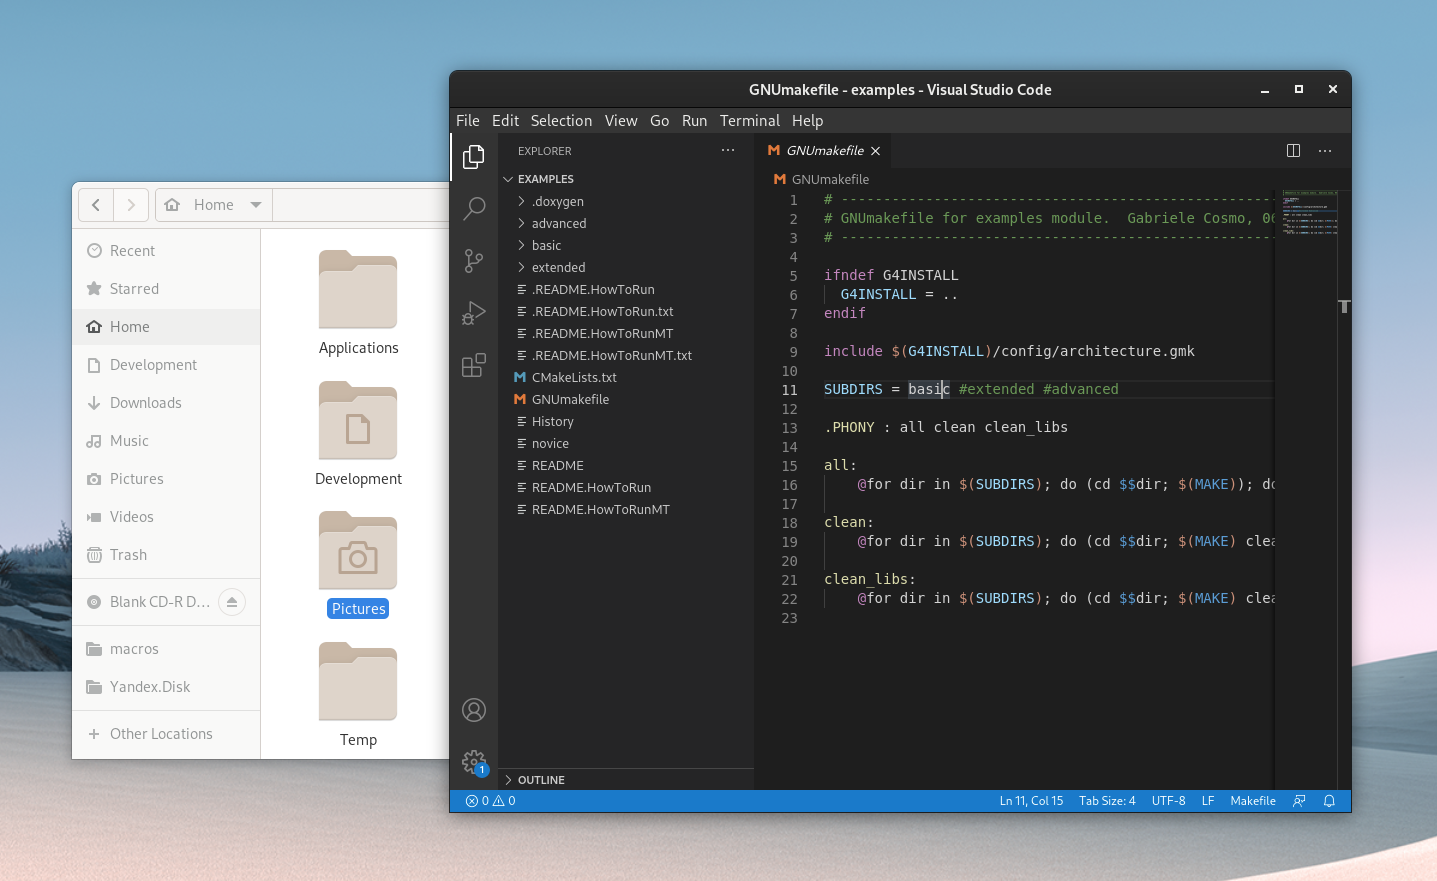 Home
Recent
Starred
Home
Development
Downloads
Music
Pictures
Videos
Trash
Blank CD-R D…
macros
Yandex.Disk
Other Locations
Applications
Development
Pictures
Temp
GNUmakefile - examples - Visual Studio Code
File Edit Selection View Go Run Terminal Help
EXPLORER
EXAMPLES
.doxygen
advanced
basic
extended
.README.HowToRun
.README.HowToRun.txt
.README.HowToRunMT
.README.HowToRunMT.txt
CMakeLists.txt
GNUmakefile
History
novice
README
README.HowToRun
README.HowToRunMT
OUTLINE
1
GNUmakefile
GNUmakefile
1 # ----------------------------------------------------
2 # GNUmakefile for examples module.  Gabriele Cosmo, 06
3 # ----------------------------------------------------
4
5 ifndef G4INSTALL
6   G4INSTALL = ..
7 endif
8
9 include $(G4INSTALL)/config/architecture.gmk
10
11 SUBDIRS = basic #extended #advanced
12
13 .PHONY : all clean clean_libs
14
15 all:
16     @for dir in $(SUBDIRS); do (cd $$dir; $(MAKE)); do
17
18 clean:
19     @for dir in $(SUBDIRS); do (cd $$dir; $(MAKE) clea
20
21 clean_libs:
22     @for dir in $(SUBDIRS); do (cd $$dir; $(MAKE) clea
23
0 0
Ln 11, Col 15 Tab Size: 4 UTF-8 LF Makefile